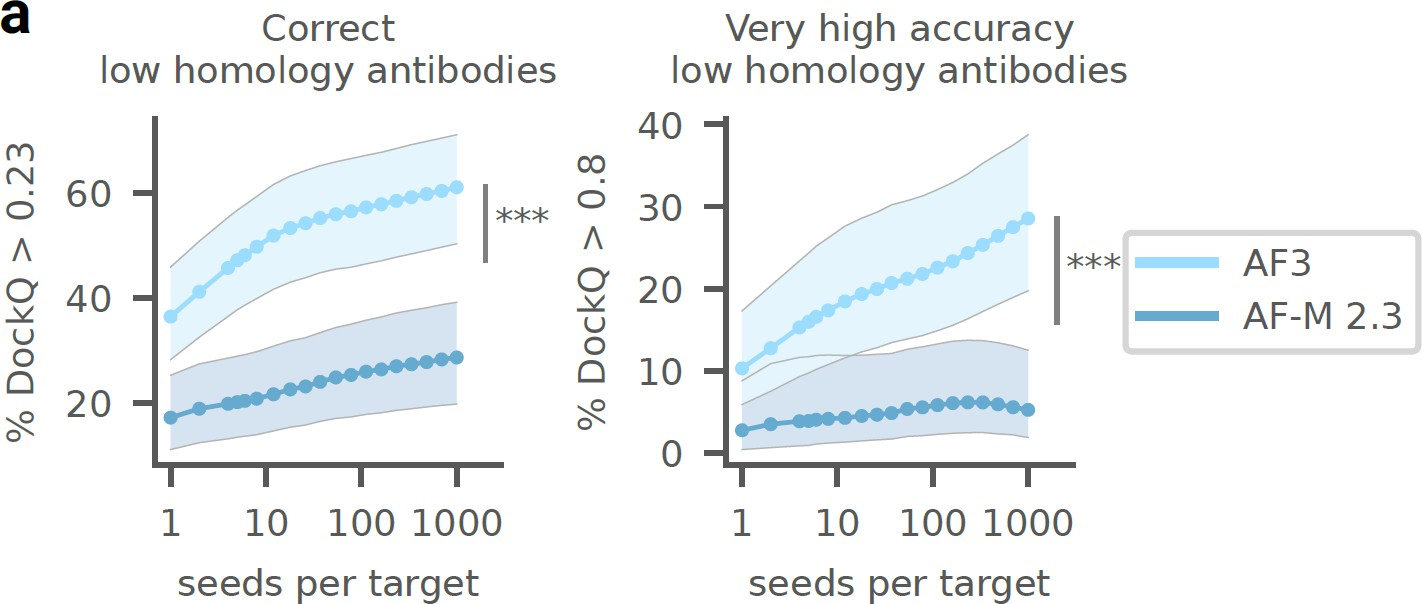 a
Correct
low homology antibodies
% DockQ > 0.23
60
40
20
1 10 100 1000
seeds per target
***
Very high accuracy
low homology antibodies
% DockQ > 0.8
40
30
20
10
0
1 10 100 1000
seeds per target
***
AF3
AF-M 2.3